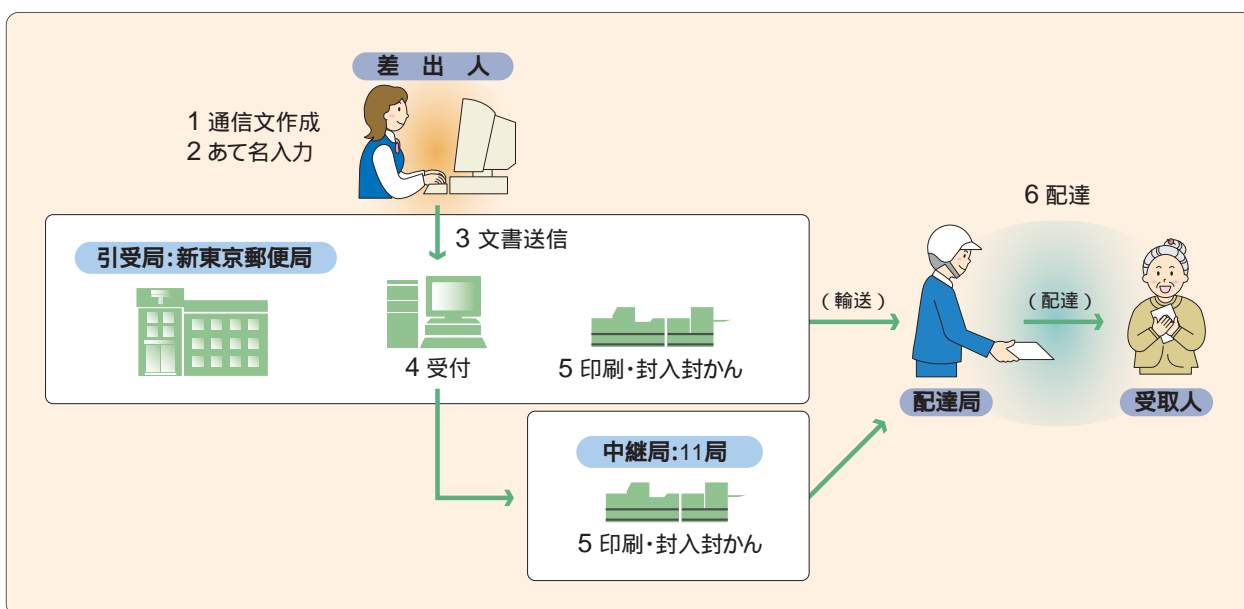 差 出 人
1 通信文作成
2 あて名入力
3 文書送信
引受局:新東京郵便局
4 受付
5 印刷・封入封かん
中継局:11局
5 印刷・封入封かん
(輸送)
6 配達
(配達)
配達局
受取人